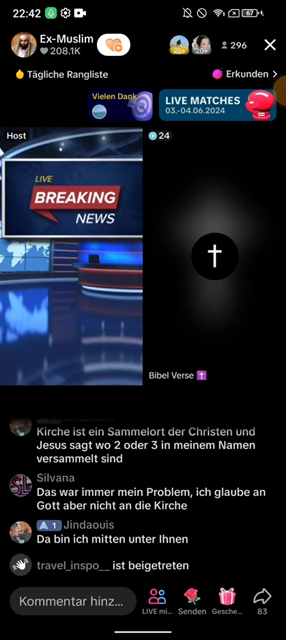 22:42
67
Ex-Muslim
208.1K
20+
20+
296
Tägliche Rangliste
Erkunden
Vielen Dank
LIVE MATCHES
03.-04.06.2024
Host
24
LIVE
BREAKING
NEWS
Bibel Verse
Kirche ist ein Sammelort der Christen und
Jesus sagt wo 2 oder 3 in meinem Namen
versammelt sind
Silvana
Das war immer mein Problem, ich glaube an
Gott aber nicht an die Kirche
1 Jindaouis
Da bin ich mitten unter Ihnen
travel_inspo__ ist beigetreten
Kommentar hinz...
LIVE mi...
Senden
Gesche...
83